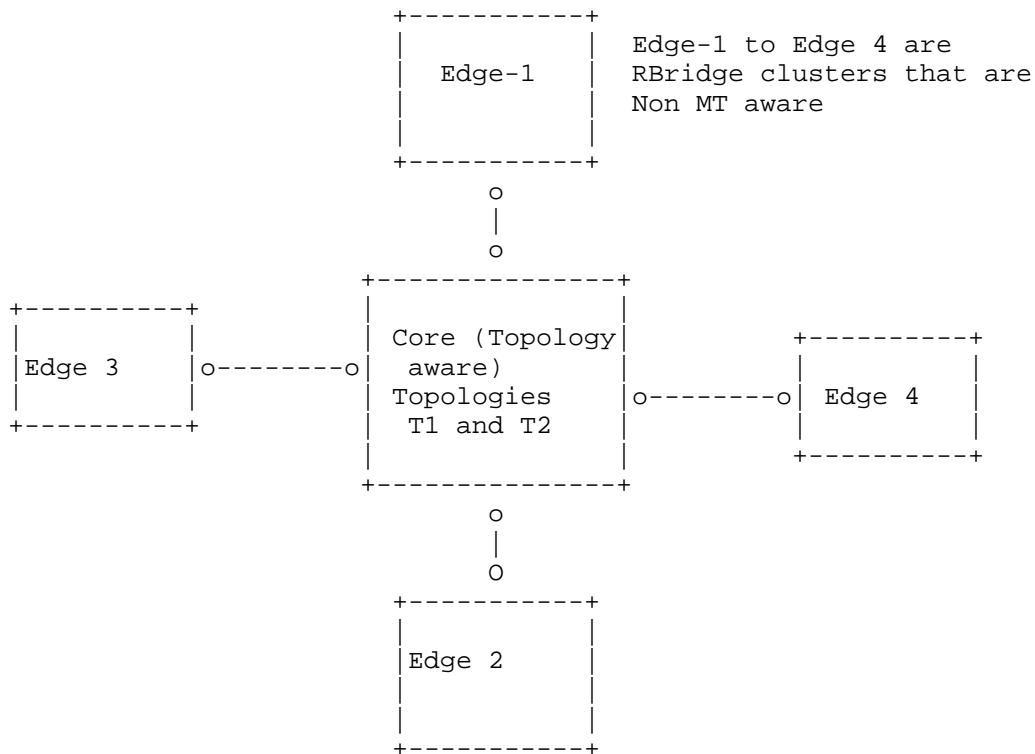 Edge-1
Edge-1 to Edge 4 are
RBridge clusters that are
Non MT aware
Edge 3
Core (Topology
aware)
Topologies
T1 and T2
Edge 4
Edge 2